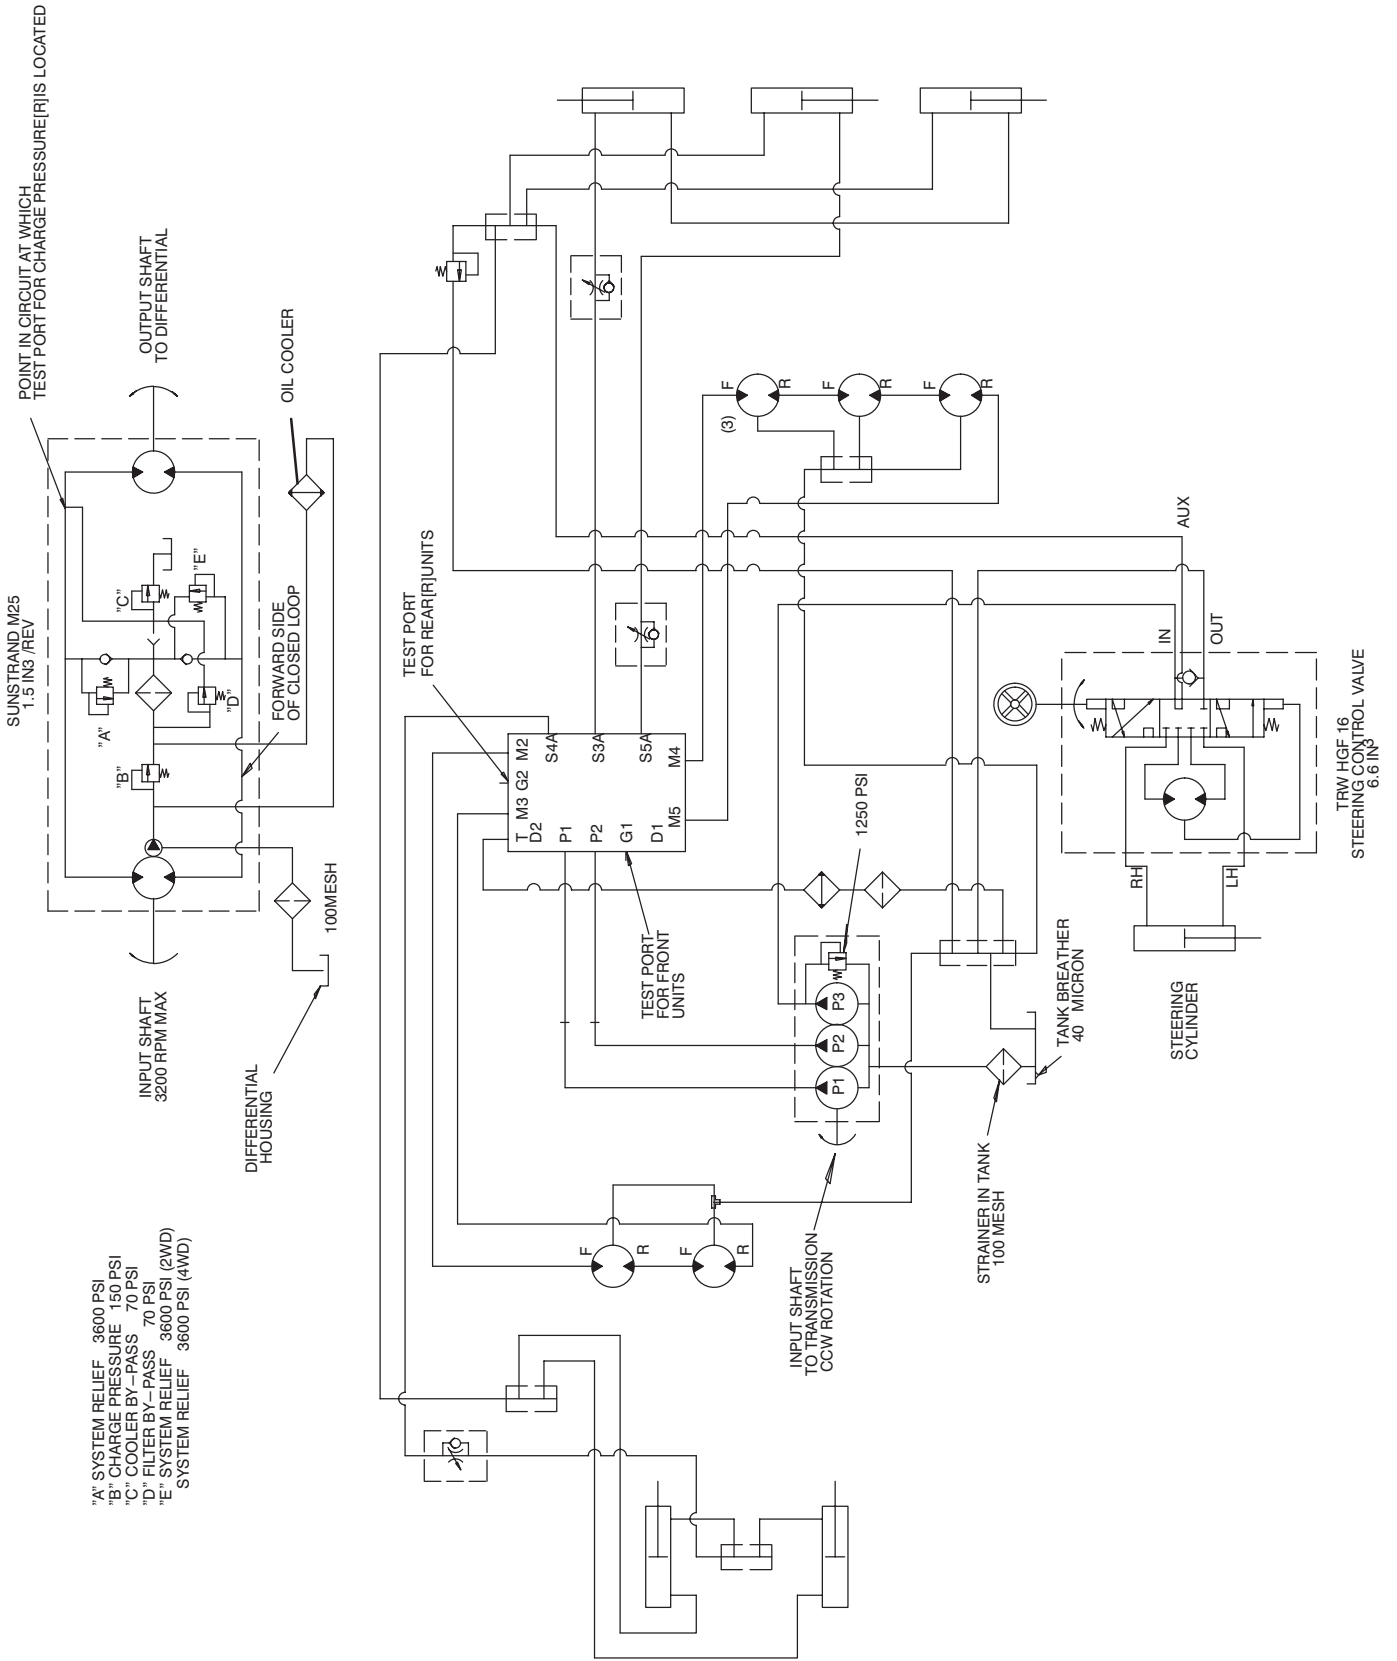 POINT IN CIRCUIT AT WHICH
TEST PORT FOR CHARGE PRESSURE[R]IS LOCATED
SUNSTRAND M25
1.5 IN3 /REV
OUTPUT SHAFT
TO DIFFERENTIAL
OIL COOLER
"A"
"B"
"C"
"D"
"E"
FORWARD SIDE
OF CLOSED LOOP
100MESH
INPUT SHAFT
3200 RPM MAX
DIFFERENTIAL
HOUSING
"A" SYSTEM RELIEF 3600 PSI
"B" CHARGE PRESSURE 150 PSI
"C" COOLER BY–PASS 70 PSI
"D" FILTER BY–PASS 70 PSI
"E" SYSTEM RELIEF 3600 PSI (2WD)
SYSTEM RELIEF 3600 PSI (4WD)
TEST PORT
FOR REAR[R]UNITS
T
M3
G2
M2
D2
S4A
P1
P2
S3A
G1
D1
S5A
M5
M4
TEST PORT
FOR FRONT
UNITS
(3)
F
R
F
R
F
R
F
R
F
R
1250 PSI
P1
P2
P3
INPUT SHAFT
TO TRANSMISSION
CCW ROTATION
STRAINER IN TANK
100 MESH
TANK BREATHER
40 MICRON
AUX
IN
OUT
RH
LH
STEERING
CYLINDER
TRW HGF 16
STEERING CONTROL VALVE
6.6 IN3